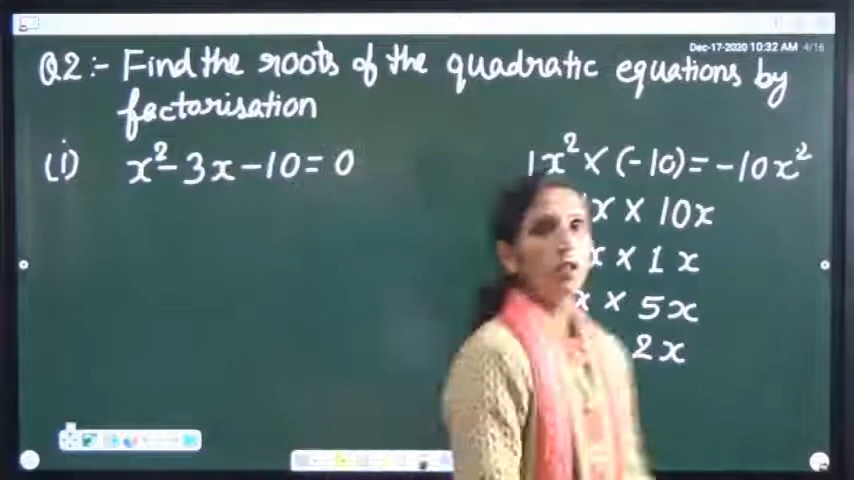 Dec-17-2020 10:32 AM 4/16
Q2:- Find the roots of the quadratic equations by
factorisation
(i) x²-3x-10=0
1x² × (-10) = -10x²
x × 10x
x × 1x
x × 5x
2x